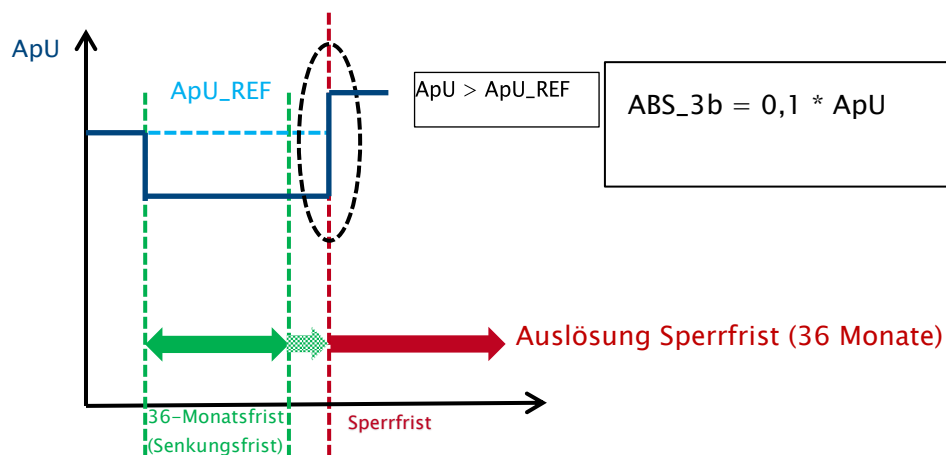 ApU
ApU_REF
ApU > ApU_REF
ABS_3b = 0,1 * ApU
Auslösung Sperrfrist (36 Monate)
36-Monatsfrist
(Senkungsfrist)
Sperrfrist